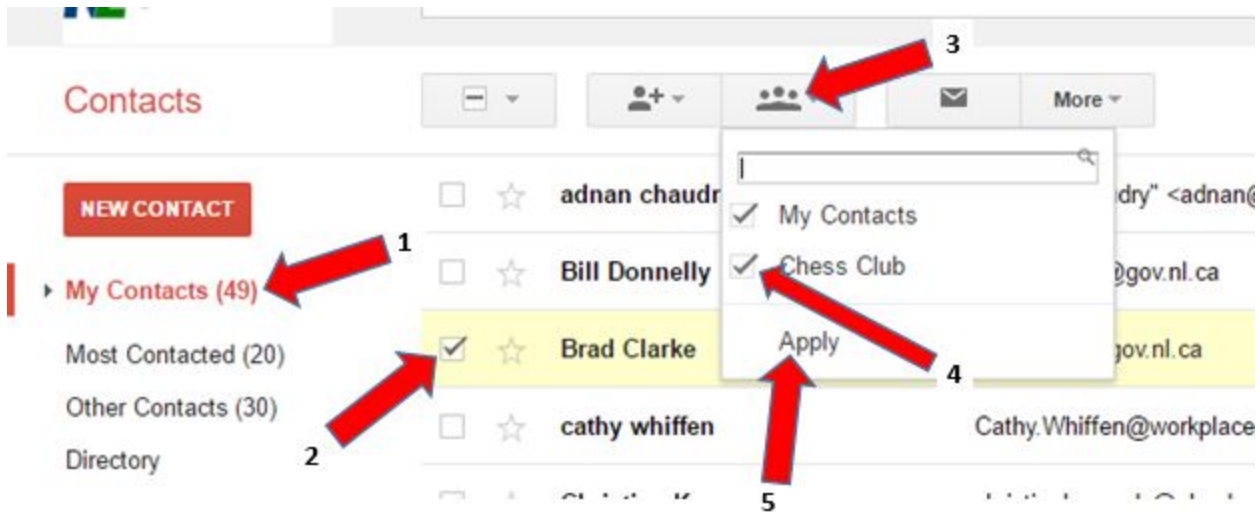 3
Contacts
More
NEW CONTACT
adnan chaudr
dry" <adnan@
My Contacts
1
Bill Donnelly
Chess Club
@gov.nl.ca
My Contacts (49)
Most Contacted (20)
Brad Clarke
Apply
gov.nl.ca
4
Other Contacts (30)
cathy whiffen
Cathy.Whiffen@workplace
2
Directory
5